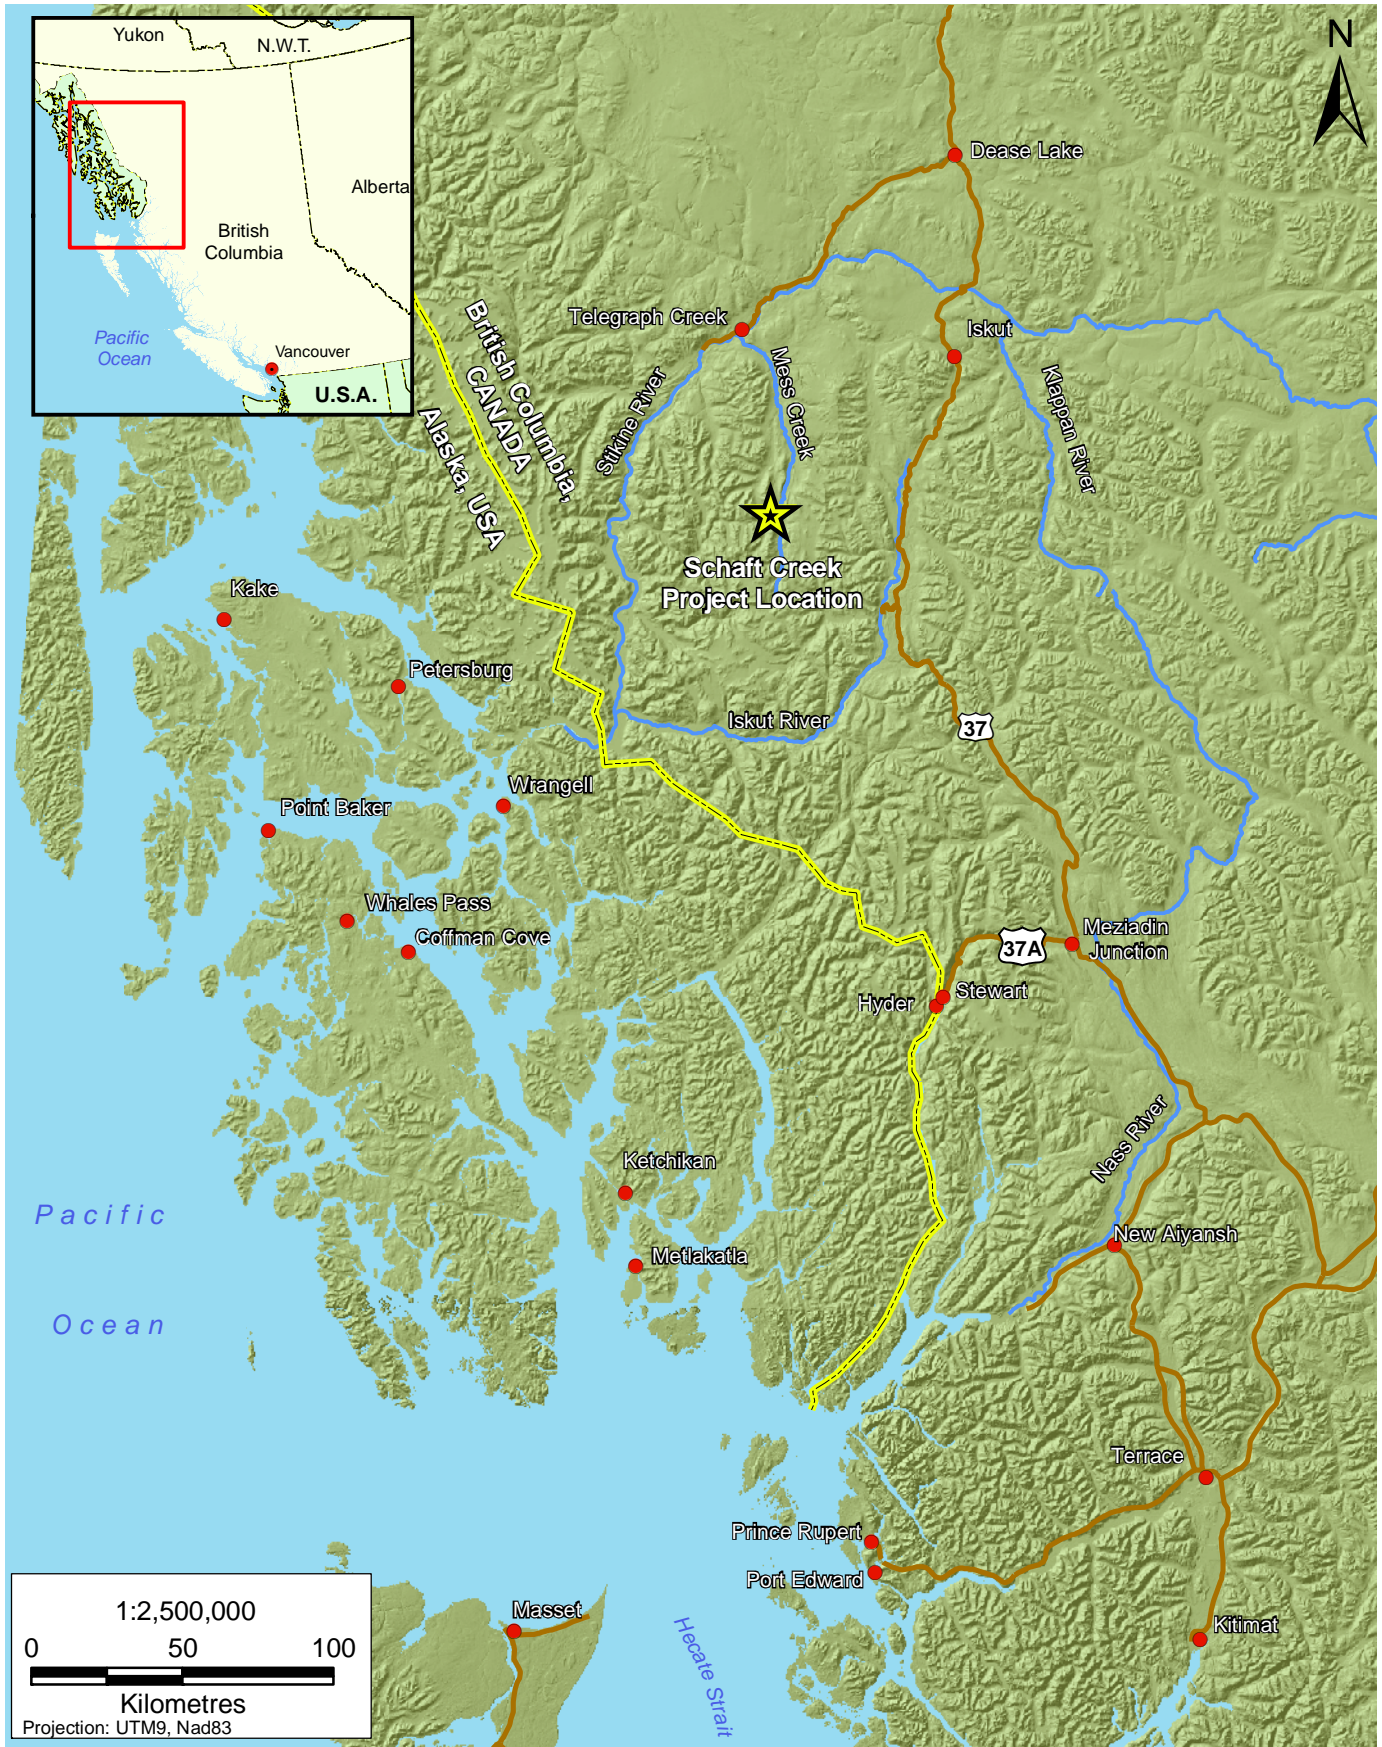 Yukon
N.W.T.
Alberta
British
Columbia
Pacific
Ocean
Vancouver
U.S.A.
N
Dease Lake
Telegraph Creek
Iskut
British Columbia,
CANADA
Alaska, USA
Stikine River
Mess Creek
Klappan River
Schaft Creek
Project Location
Kake
Petersburg
Iskut River
37
Wrangell
Point Baker
Whales Pass
Coffman Cove
37A
Meziadin
Junction
Stewart
Hyder
Nass River
Ketchikan
Pacific
Ocean
New Aiyansh
Metlakatla
Terrace
Prince Rupert
Port Edward
Masset
Hecate Strait
Kitimat
1:2,500,000
0 50 100
Kilometres
Projection: UTM9, Nad83